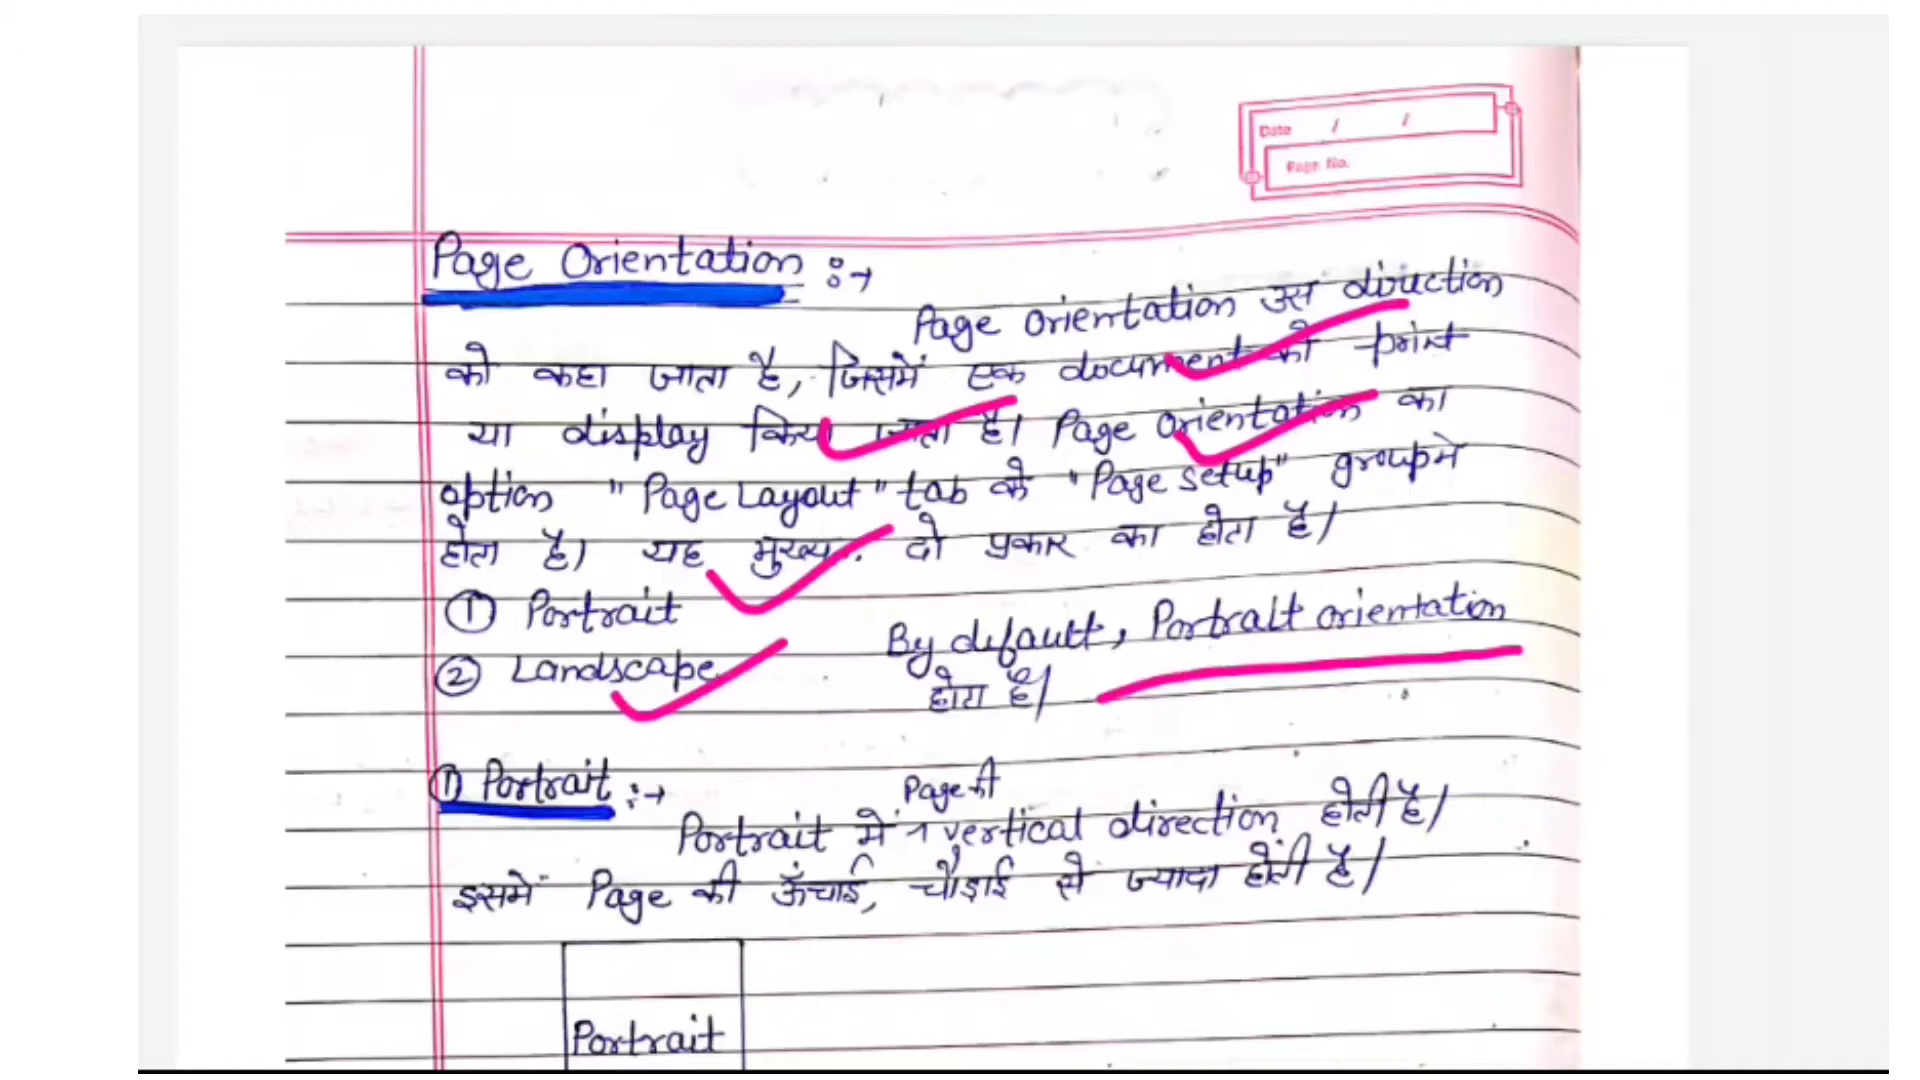 Date / /
Page No.
Page Orientation :→
Page Orientation उस direction
को कहा जाता है, जिसमें एक document को print
या display किया जाता है। Page Orientation का
option "Page Layout" tab के "Page setup" group में
होता है। यह मुख्यतः दो प्रकार का होता है।
① Portrait
② Landscape
By default, Portrait orientation
होता है।
① Portrait :→
Page की
Portrait में vertical direction होती है।
इसमें Page की ऊँचाई, चौड़ाई से ज्यादा होती है।
Portrait